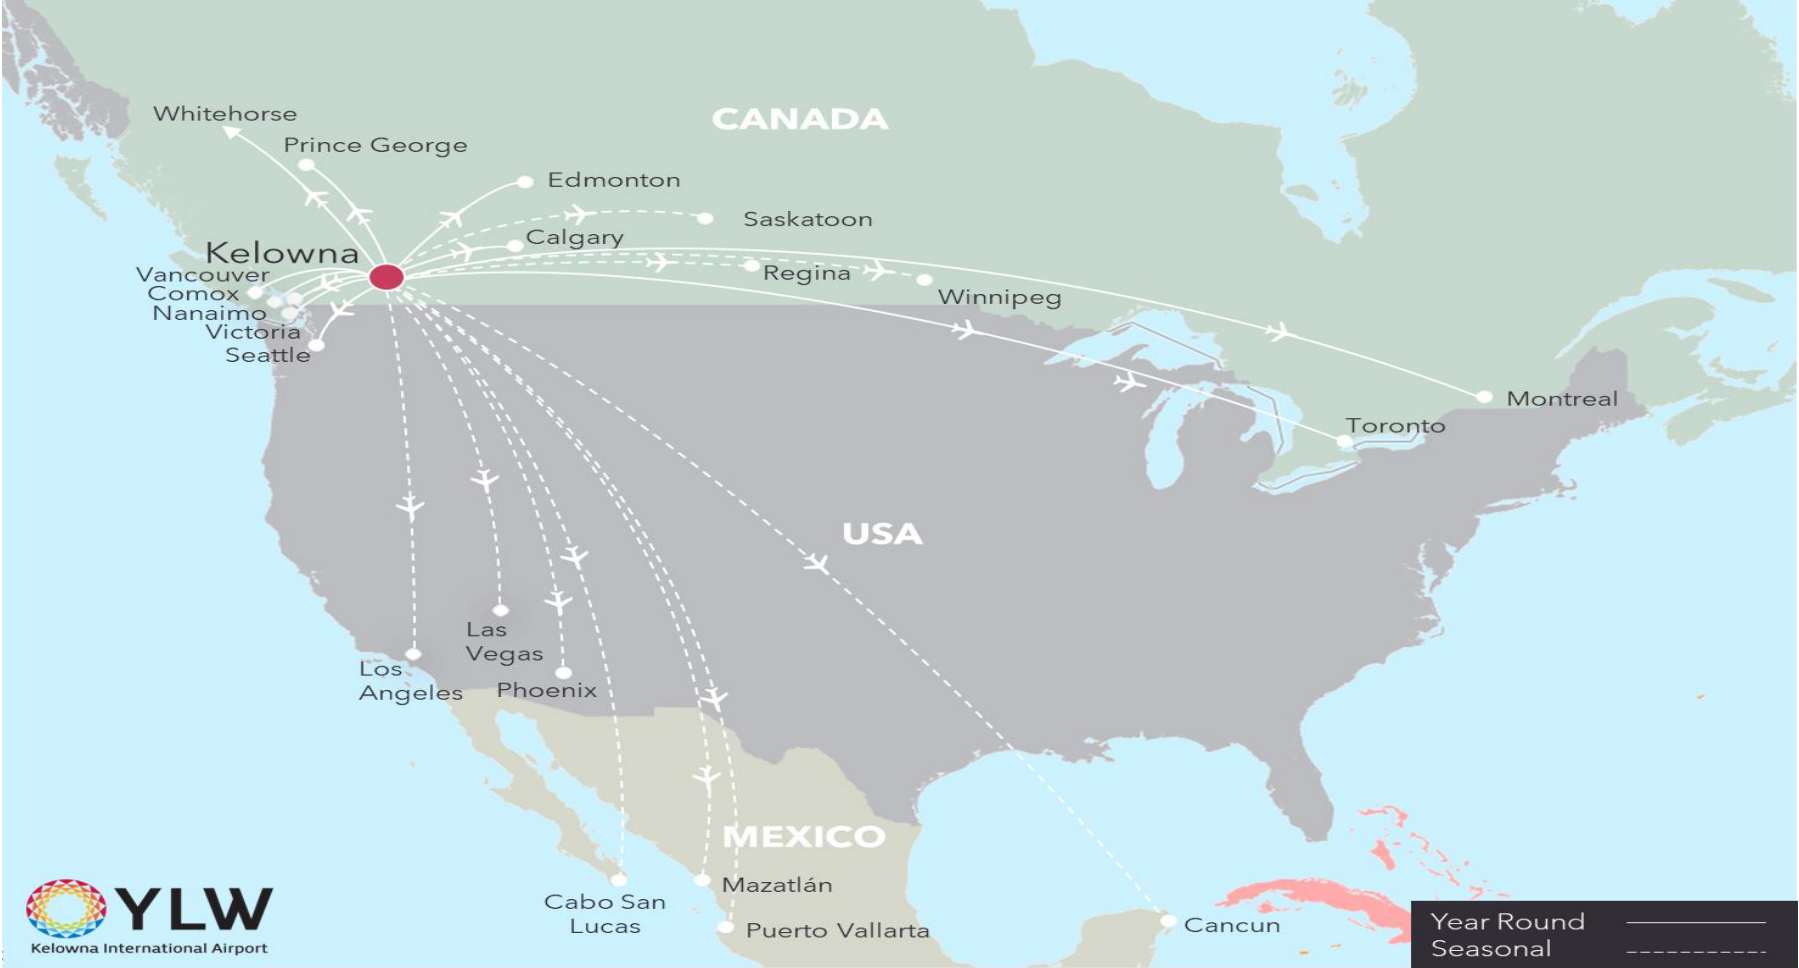 Whitehorse
CANADA
Prince George
Edmonton
Saskatoon
Calgary
Kelowna
Vancouver
Regina
Comox
Winnipeg
Nanaimo
Victoria
Seattle
Montreal
Toronto
USA
Las
Vegas
Los
Angeles
Phoenix
MEXICO
Mazatlán
Cabo San
Lucas
Puerto Vallarta
Cancun
YLW
Kelowna International Airport
Year Round
Seasonal